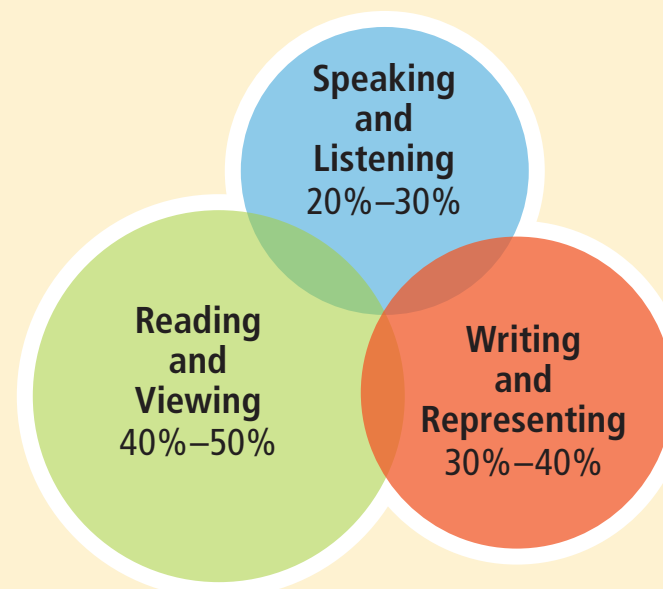 Speaking
and
Listening
20%–30%
Reading
and
Viewing
40%–50%
Writing
and
Representing
30%–40%